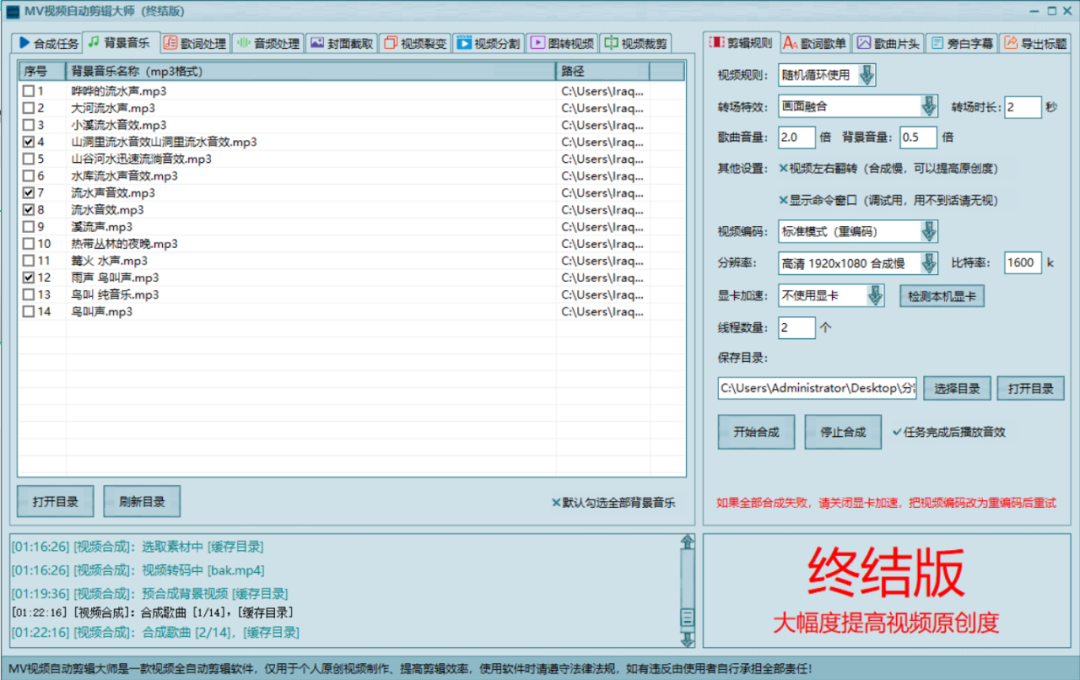 MV视频自动剪辑大师（终结版）
合成任务 背景音乐 歌词处理 音频处理 封面截取 视频裂变 视频分割 图转视频 视频裁剪
序号 背景音乐名称（mp3格式） 路径
1 哗哗的流水声.mp3 C:\Users\Iraq...
2 大河流水声.mp3 C:\Users\Iraq...
3 小溪流水音效.mp3 C:\Users\Iraq...
4 山洞里流水音效山洞里流水音效.mp3 C:\Users\Iraq...
5 山谷河水迅速流淌音效.mp3 C:\Users\Iraq...
6 水库流水声音效.mp3 C:\Users\Iraq...
7 流水声音效.mp3 C:\Users\Iraq...
8 流水音效.mp3 C:\Users\Iraq...
9 溪流声.mp3 C:\Users\Iraq...
10 热带丛林的夜晚.mp3 C:\Users\Iraq...
11 篝火 水声.mp3 C:\Users\Iraq...
12 雨声 鸟叫声.mp3 C:\Users\Iraq...
13 鸟叫 纯音乐.mp3 C:\Users\Iraq...
14 鸟叫声.mp3 C:\Users\Iraq...
打开目录 刷新目录 默认勾选全部背景音乐
剪辑规则 歌词歌单 歌曲片头 旁白字幕 导出标题
视频规则： 随机循环使用
转场特效： 画面融合 转场时长： 2 秒
歌曲音量： 2.0 倍 背景音量： 0.5 倍
其他设置： 视频左右翻转（合成慢，可以提高原创度）
显示命令窗口（调试用，用不到话请无视）
视频编码： 标准模式（重编码）
分辨率： 高清 1920x1080 合成慢 比特率： 1600 k
显卡加速： 不使用显卡 检测本机显卡
线程数量： 2 个
保存目录：
C:\Users\Administrator\Desktop\分 选择目录 打开目录
开始合成 停止合成 任务完成后播放音效
如果全部合成失败，请关闭显卡加速，把视频编码改为重编码后重试
[01:16:26] [视频合成]：选取素材中 [缓存目录]
[01:16:26] [视频合成]：视频转码中 [bak.mp4]
[01:19:36] [视频合成]：预合成背景视频 [缓存目录]
[01:22:16] [视频合成]：合成歌曲 [1/14]，[缓存目录]
[01:22:16] [视频合成]：合成歌曲 [2/14]，[缓存目录]
终结版
大幅度提高视频原创度
MV视频自动剪辑大师是一款视频全自动剪辑软件，仅用于个人原创视频制作、提高剪辑效率，使用软件时请遵守法律法规，如有违反由使用者自行承担全部责任！